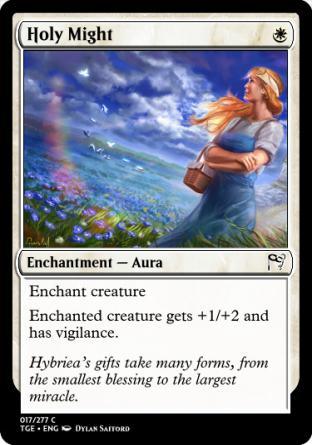 Holy Might
Enchantment — Aura
Enchant creature
Enchanted creature gets +1/+2 and
has vigilance.
Hybriea's gifts take many forms, from
the smallest blessing to the largest
miracle.
017/277 C
TGE • ENG DYLAN SAFFORD